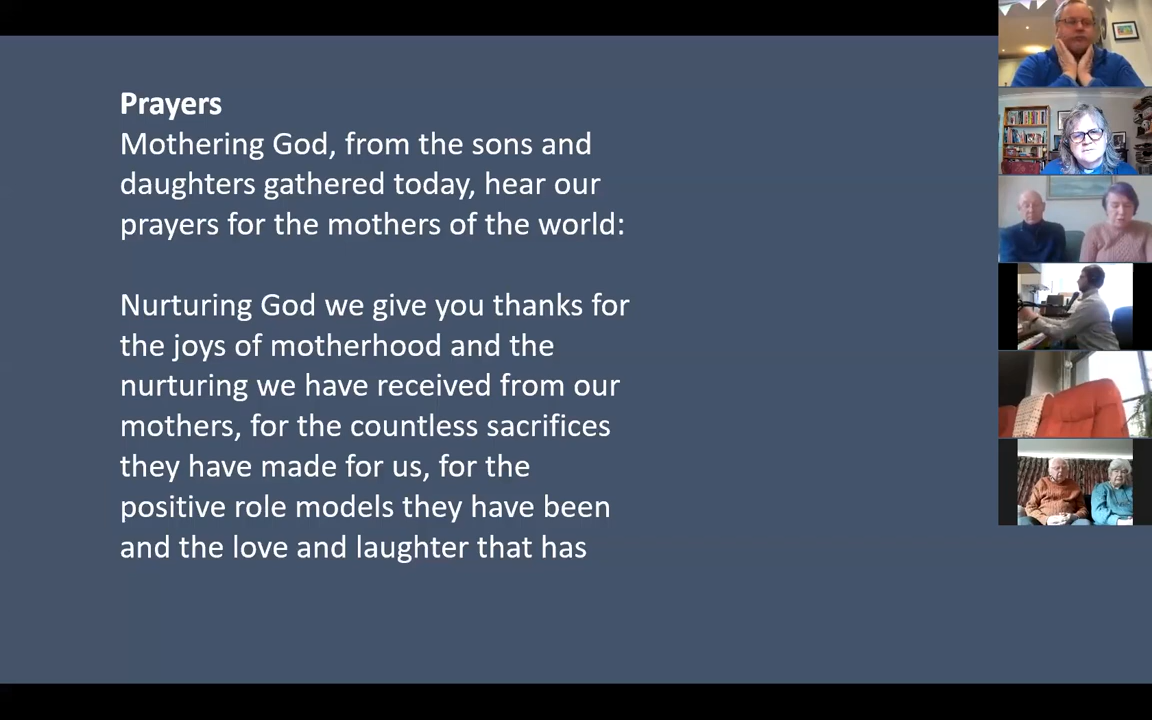 Prayers
Mothering God, from the sons and
daughters gathered today, hear our
prayers for the mothers of the world:
Nurturing God we give you thanks for
the joys of motherhood and the
nurturing we have received from our
mothers, for the countless sacrifices
they have made for us, for the
positive role models they have been
and the love and laughter that has